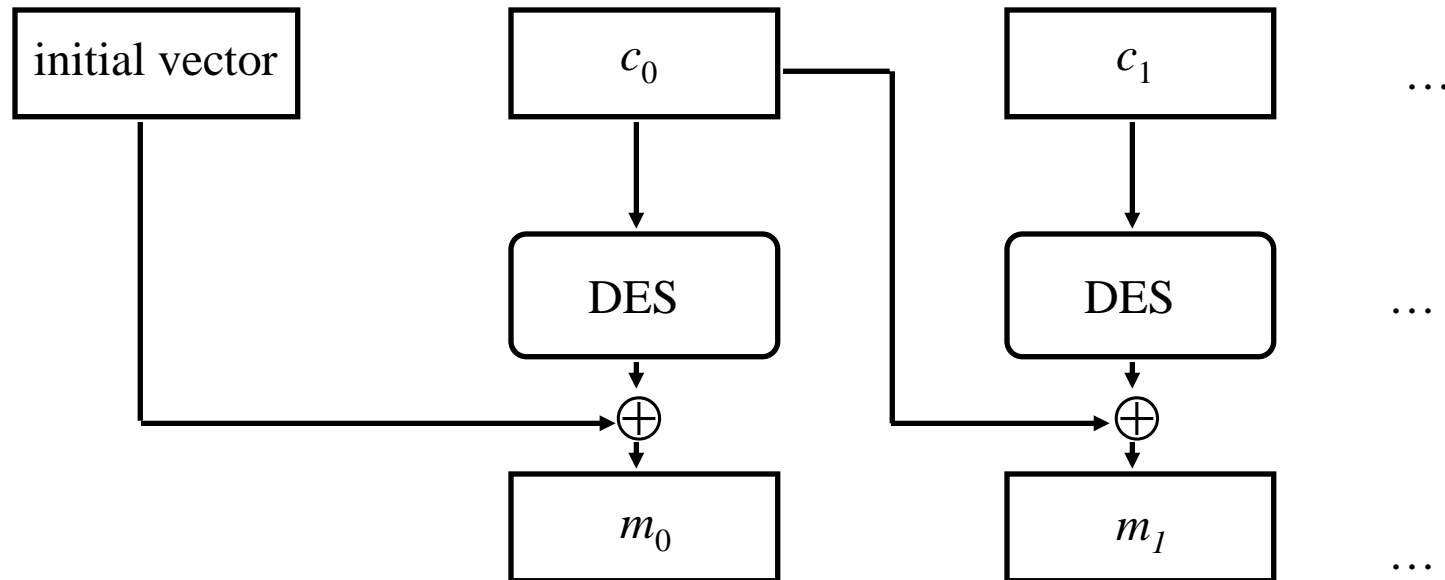 initial vector c₀ c₁ …
DES DES …
⊕ ⊕
m₀ m₁ …